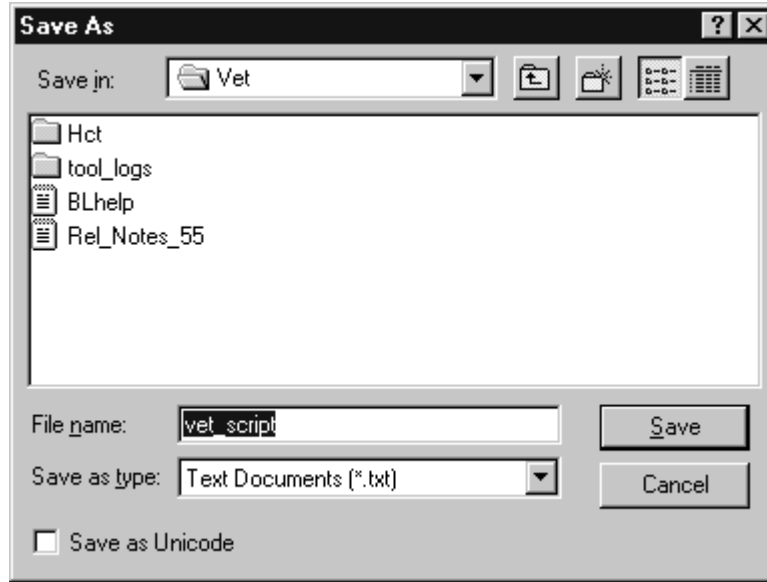 Save As
Save in: Vet
Hct
tool_logs
BLhelp
Rel_Notes_55
File name: vet_script Save
Save as type: Text Documents (*.txt) Cancel
Save as Unicode